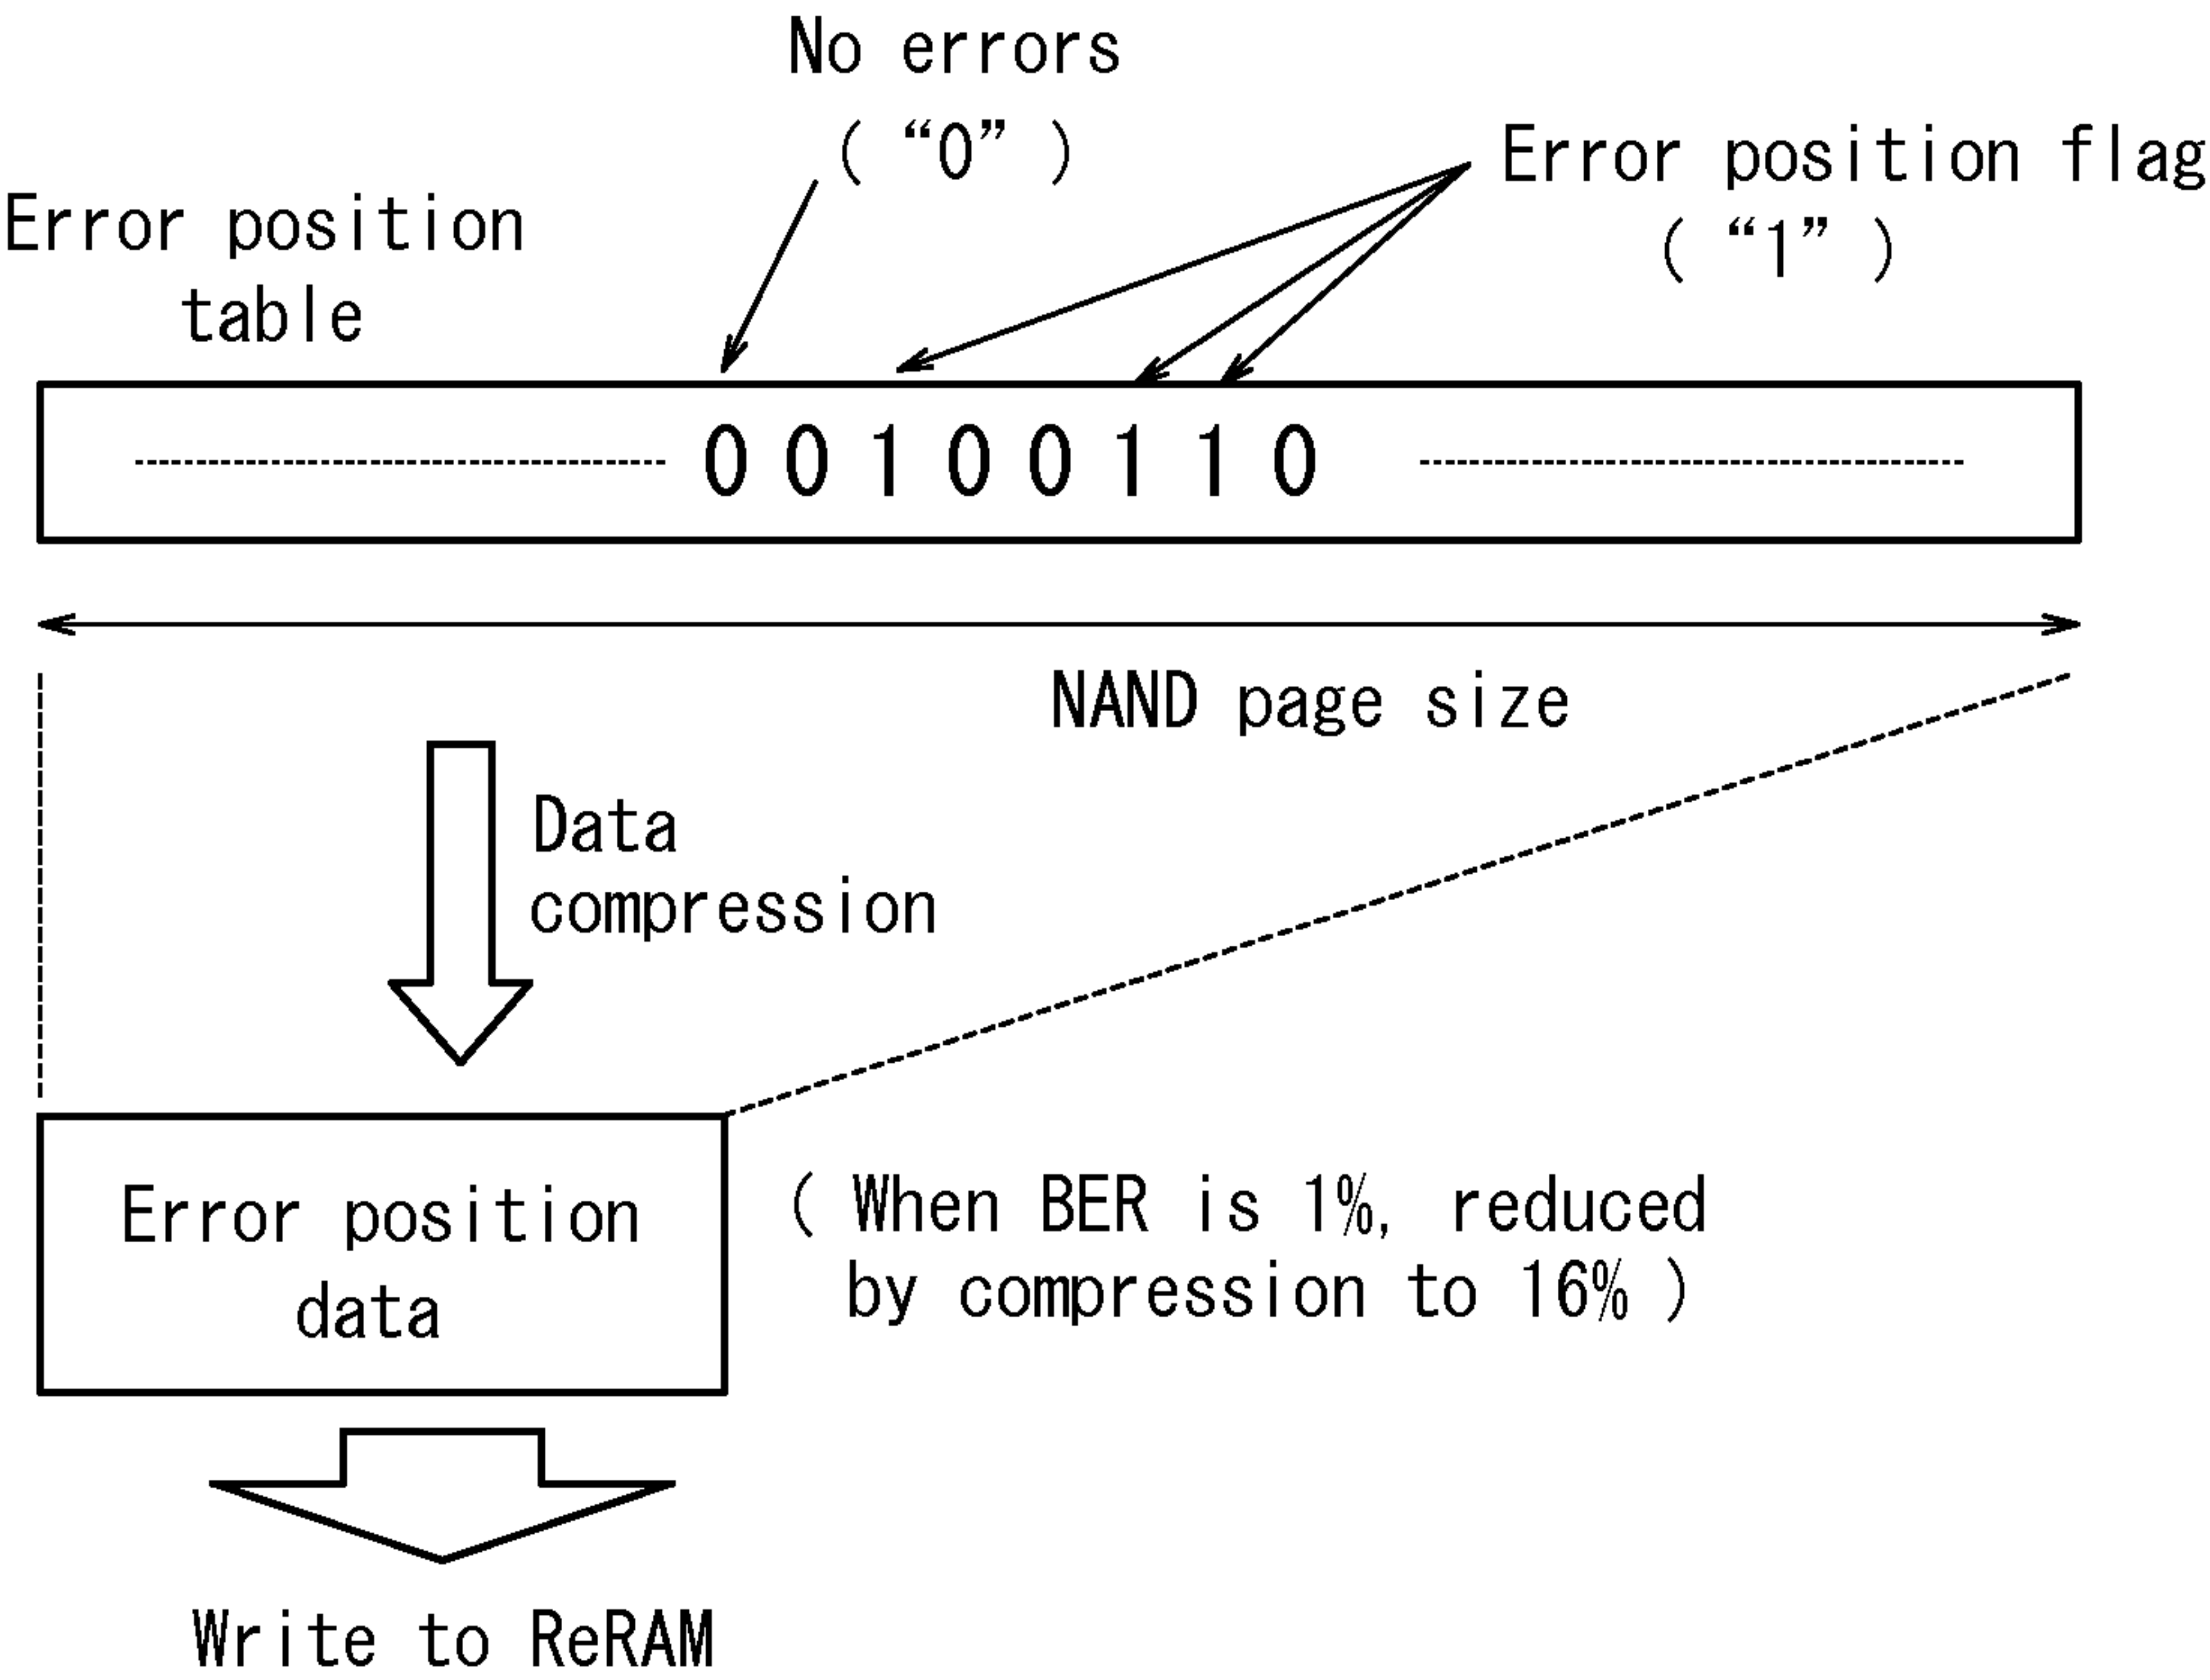 No errors
( “0” )
Error position flag
( “1” )
Error position
table
0 0 1 0 0 1 1 0
NAND page size
Data
compression
Error position
data
( When BER is 1%, reduced
by compression to 16% )
Write to ReRAM